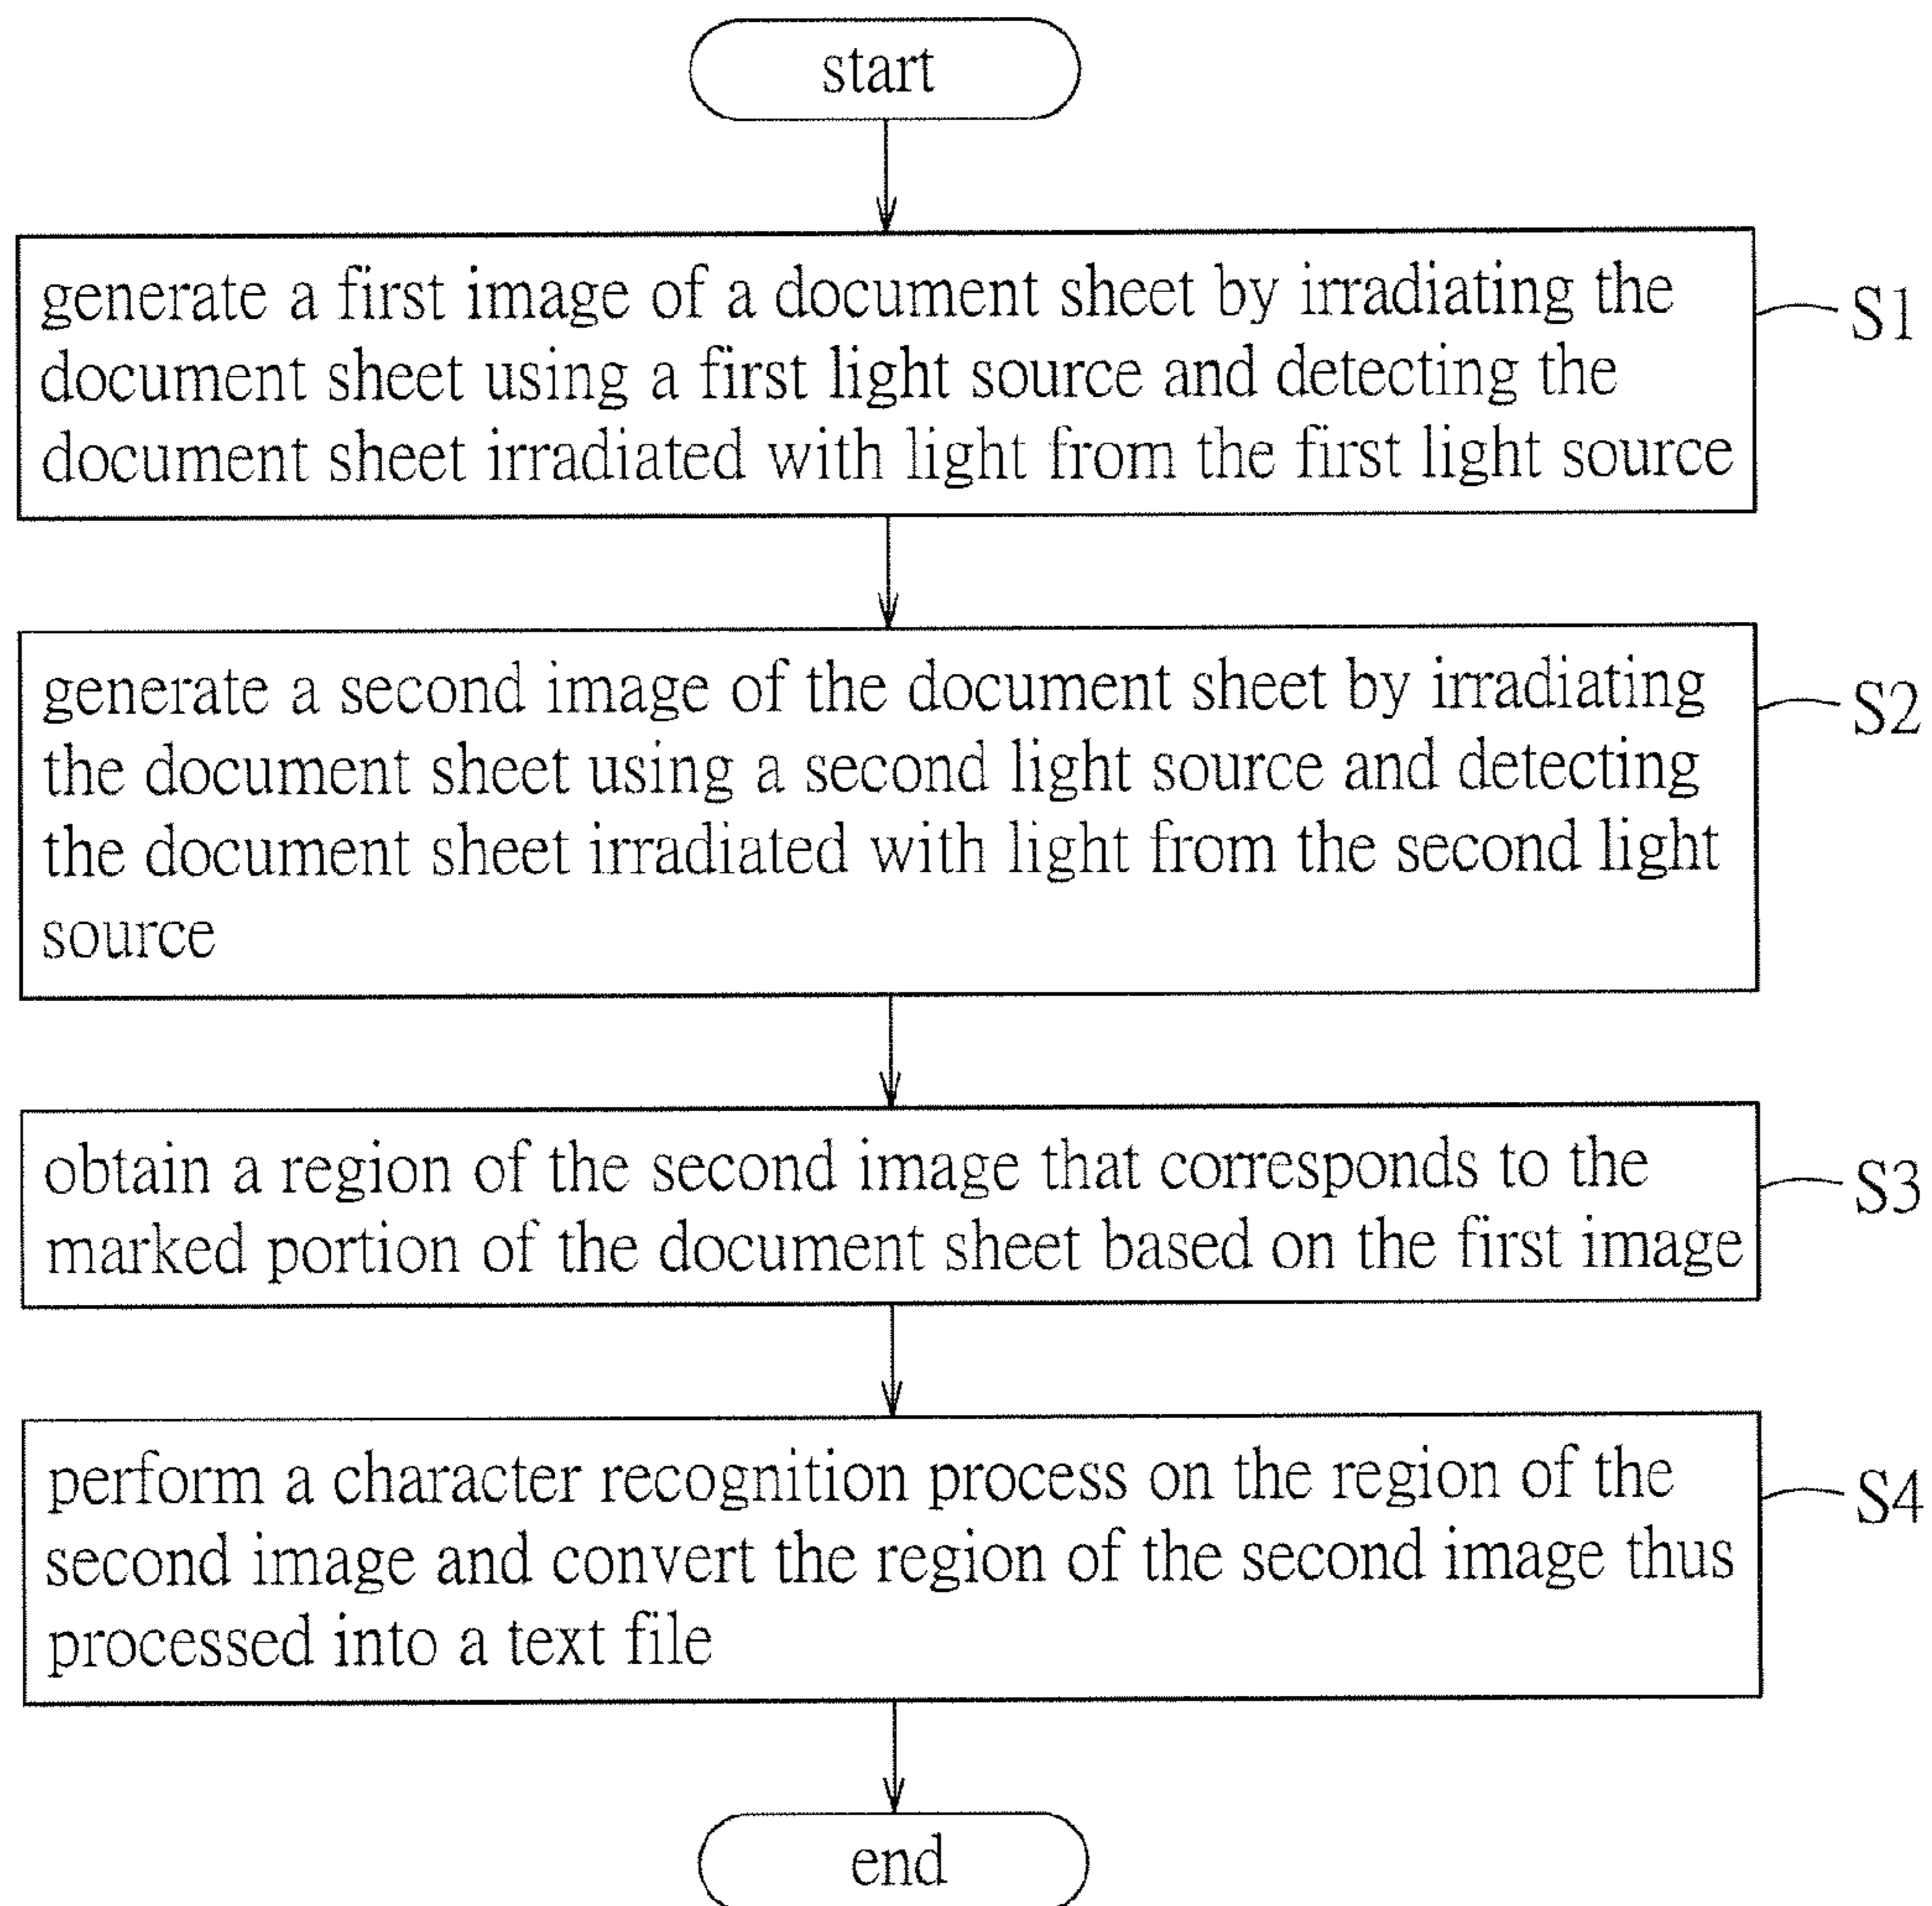 start
generate a first image of a document sheet by irradiating the
document sheet using a first light source and detecting the
document sheet irradiated with light from the first light source
S1
generate a second image of the document sheet by irradiating
the document sheet using a second light source and detecting
the document sheet irradiated with light from the second light
source
S2
obtain a region of the second image that corresponds to the
marked portion of the document sheet based on the first image
S3
perform a character recognition process on the region of the
second image and convert the region of the second image thus
processed into a text file
S4
end